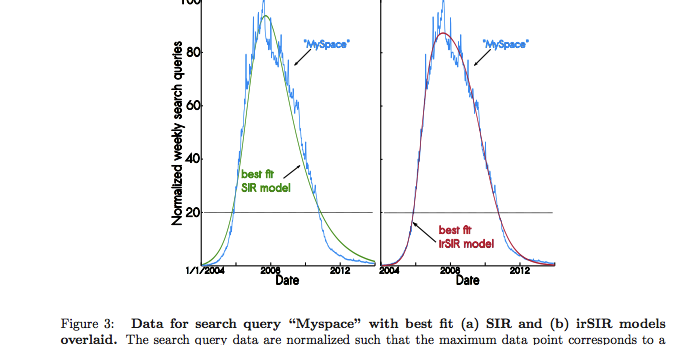 100
80
60
40
20
Normalized weekly search queries
"MySpace"
best fit
SIR model
1/1/2004 2008 2012
Date
"MySpace"
best fit
irSIR model
2004 2008 2012
Date
Figure 3: Data for search query “Myspace” with best fit (a) SIR and (b) irSIR models
overlaid. The search query data are normalized such that the maximum data point corresponds to a